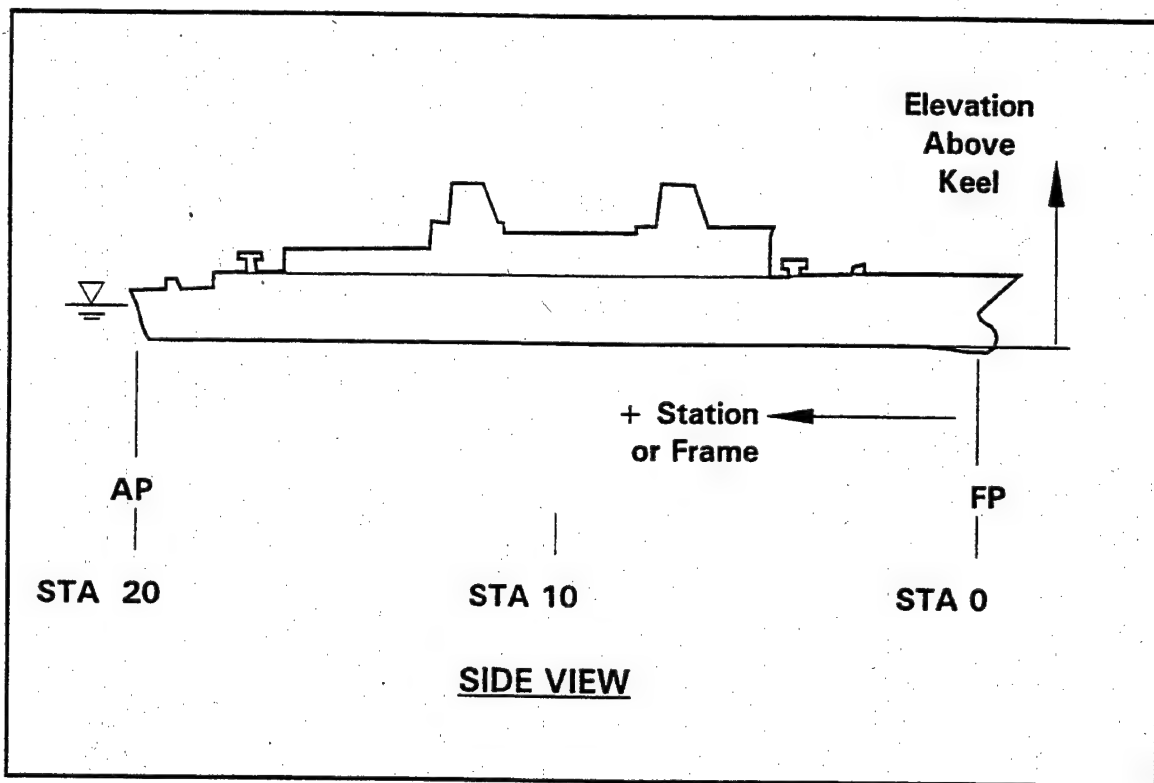 Elevation
Above
Keel
+ Station
or Frame
AP
FP
STA 20
STA 10
STA 0
SIDE VIEW